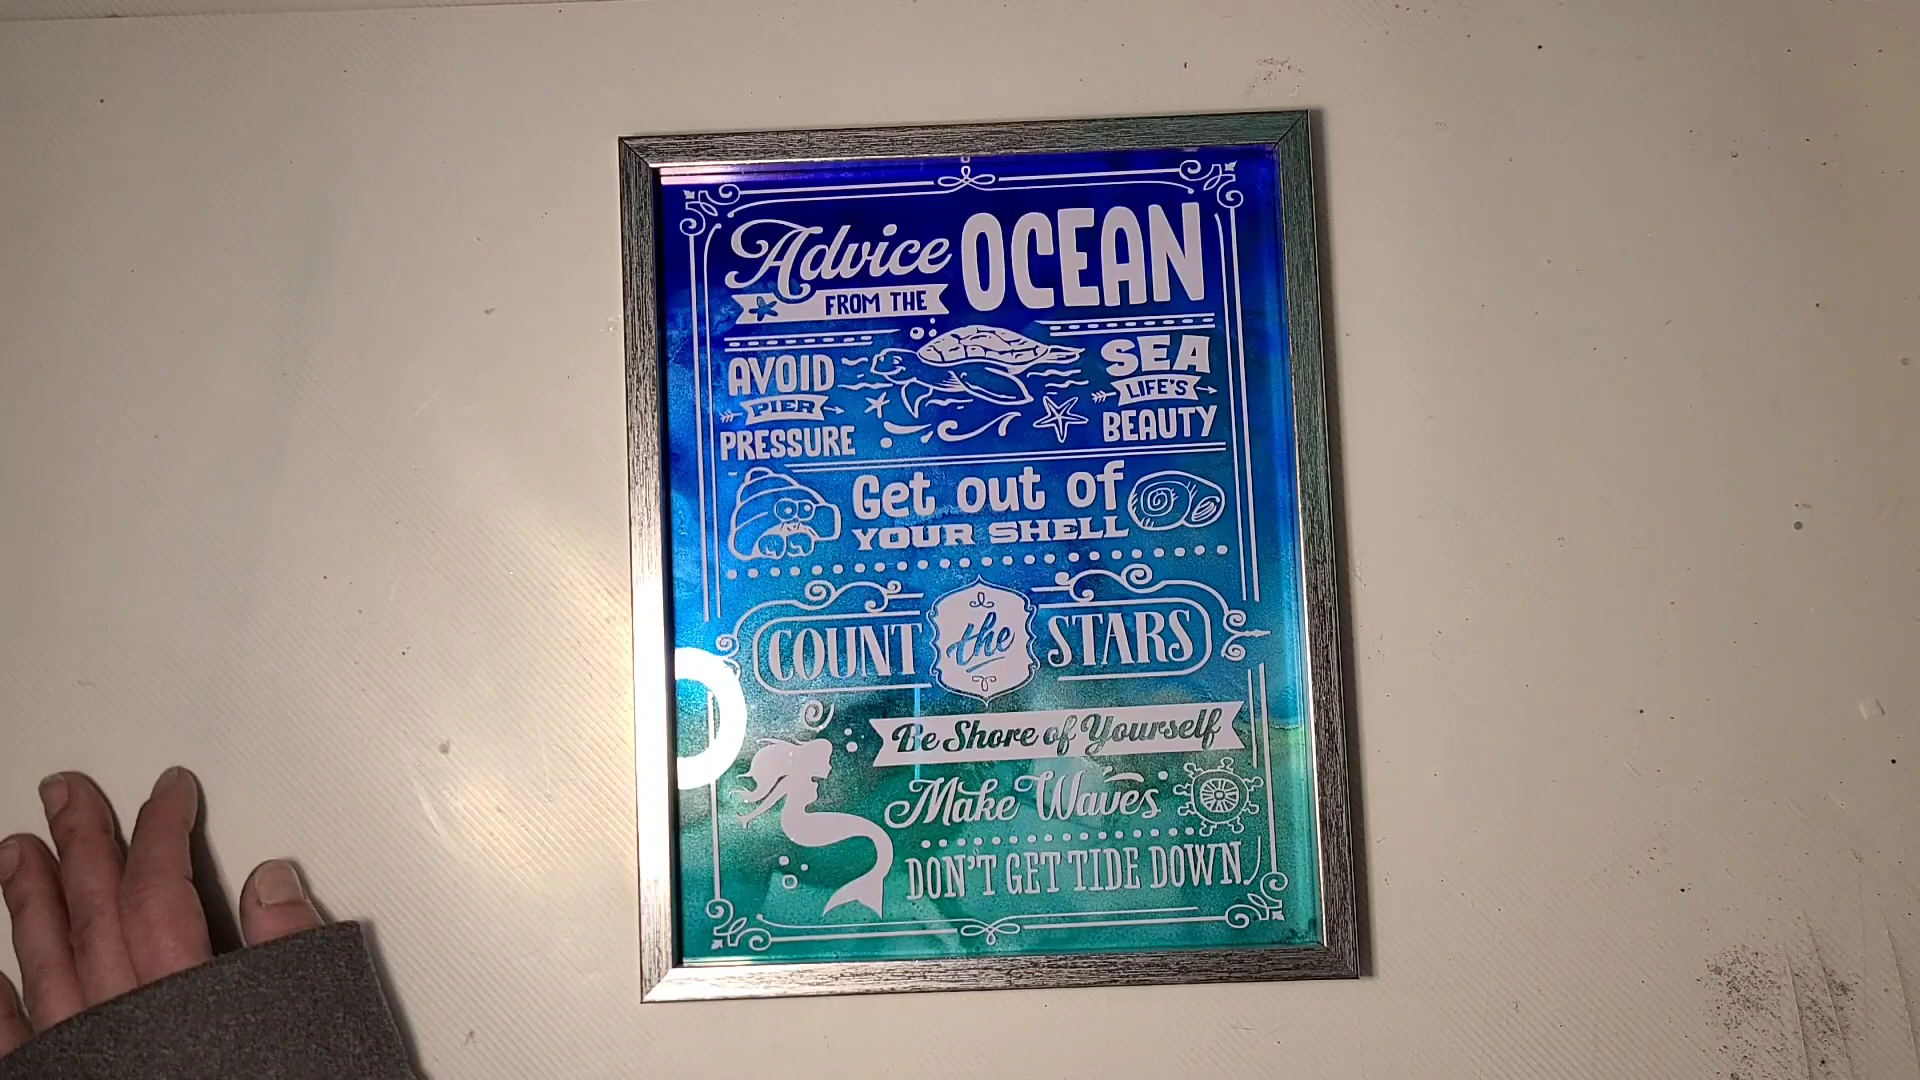 Advice OCEAN
FROM THE
AVOID
PIER
PRESSURE
SEA
LIFE'S
BEAUTY
Get out of
YOUR SHELL
COUNT the STARS
Be Shore of Yourself
Make Waves
DON'T GET TIDE DOWN